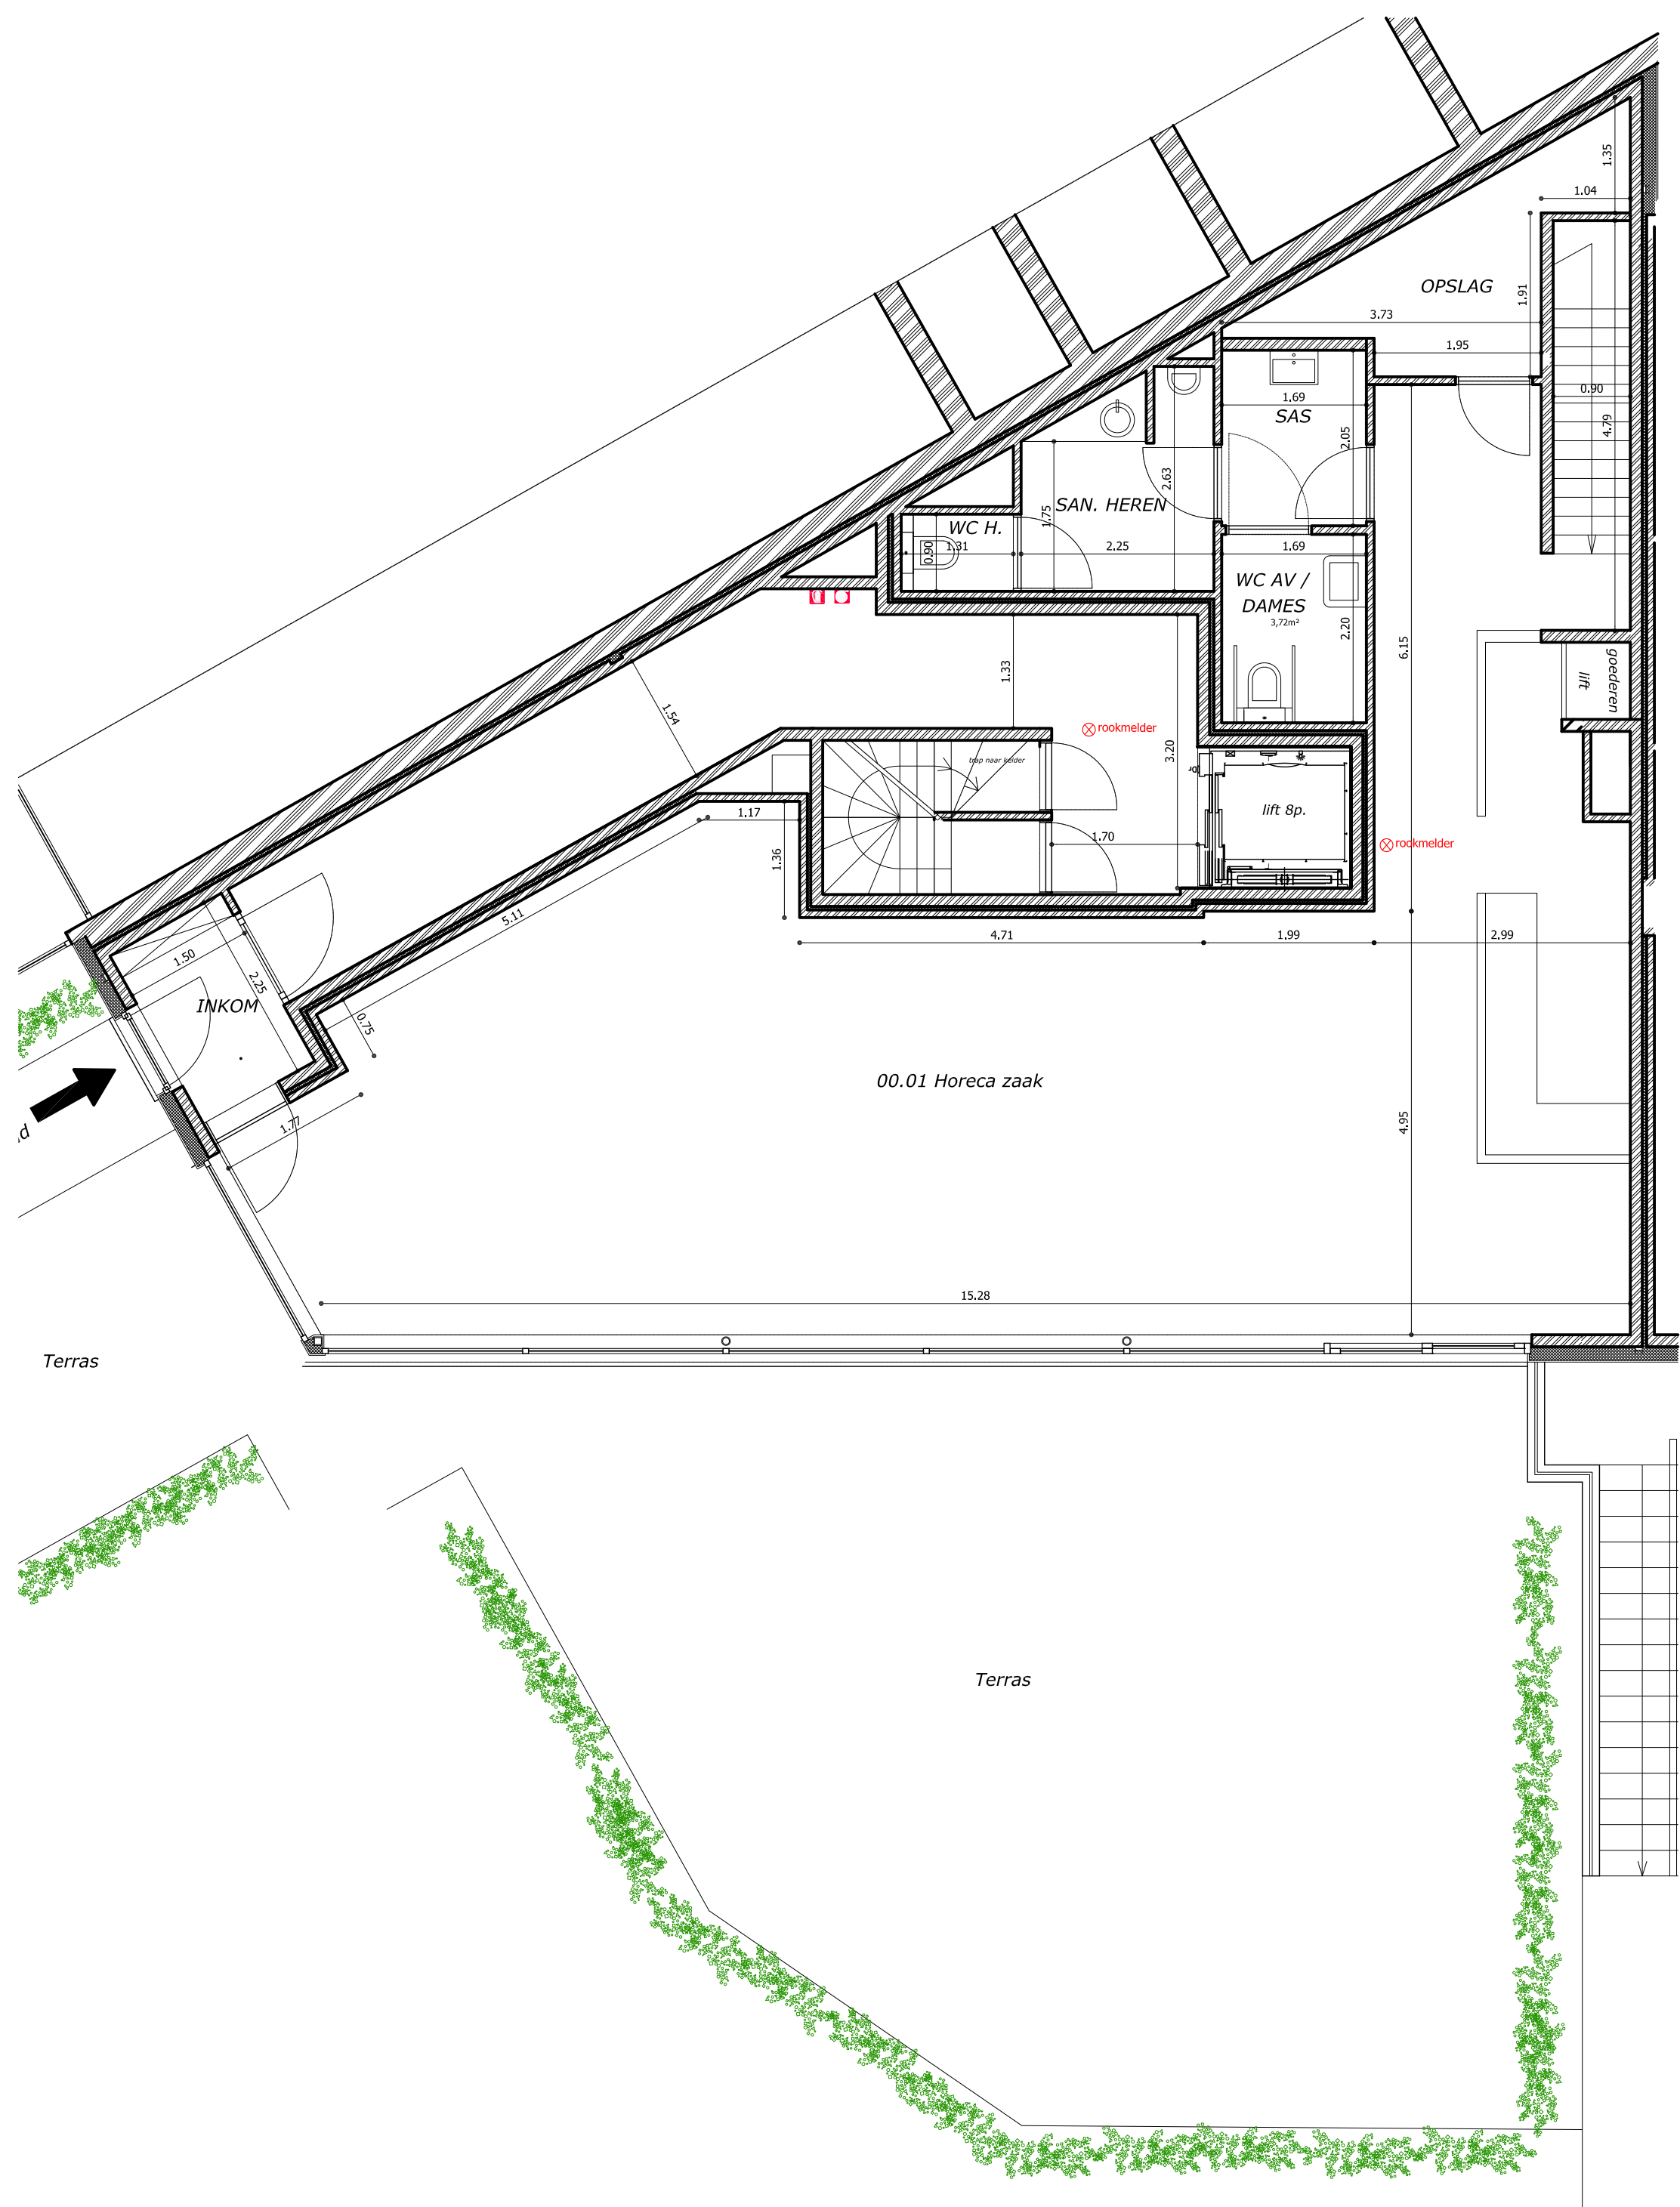 1.35
1.04
OPSLAG
1.91
3.73
1.95
0.90
4.79
1.69
SAS
2.05
2.63
SAN. HEREN
1.75
WC H.
0.90
1.31
2.25
1.69
WC AV /
DAMES
3,72m²
2.20
6.15
goederen
lift
1.33
1.54
rookmelder
3.20
trap naar kelder
lift 8p.
1.17
1.36
1.70
rookmelder
5.11
4.71
1.99
2.99
1.50
2.25
INKOM
0.75
00.01 Horeca zaak
1.77
4.95
15.28
Terras
Terras